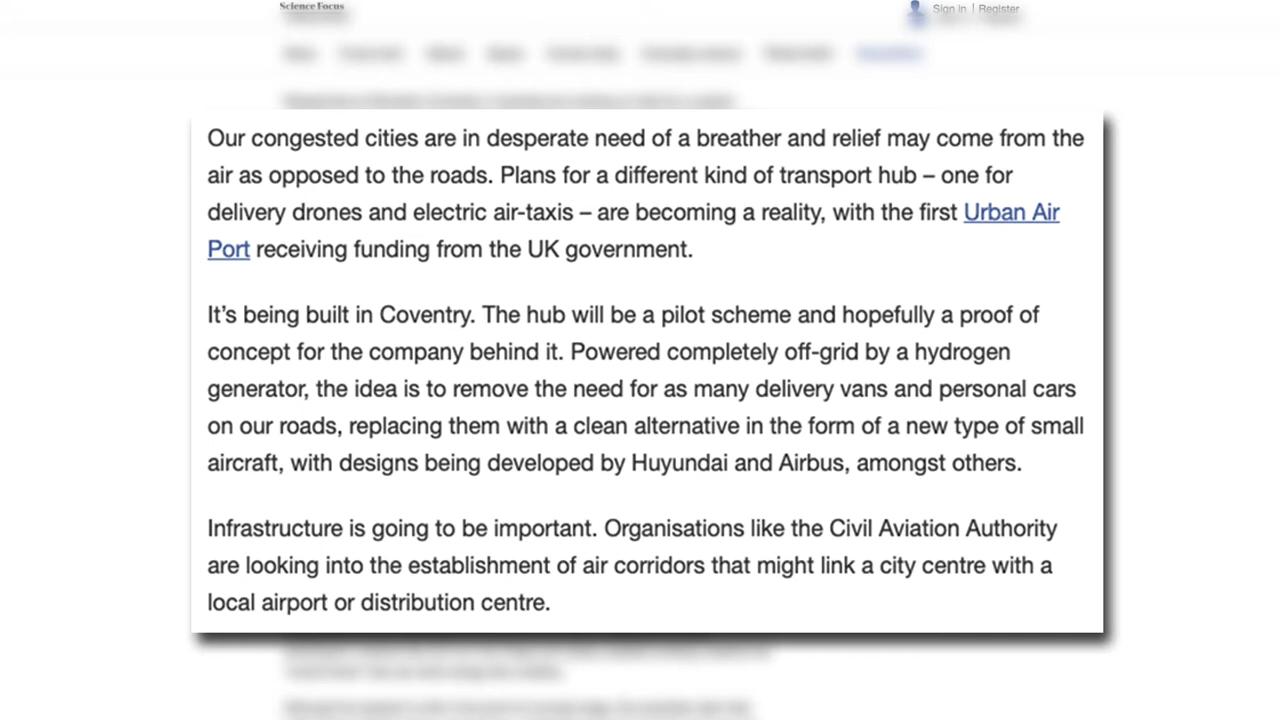 Science Focus
Sign in | Register
Our congested cities are in desperate need of a breather and relief may come from the
air as opposed to the roads. Plans for a different kind of transport hub – one for
delivery drones and electric air-taxis – are becoming a reality, with the first Urban Air
Port receiving funding from the UK government.
It’s being built in Coventry. The hub will be a pilot scheme and hopefully a proof of
concept for the company behind it. Powered completely off-grid by a hydrogen
generator, the idea is to remove the need for as many delivery vans and personal cars
on our roads, replacing them with a clean alternative in the form of a new type of small
aircraft, with designs being developed by Huyundai and Airbus, amongst others.
Infrastructure is going to be important. Organisations like the Civil Aviation Authority
are looking into the establishment of air corridors that might link a city centre with a
local airport or distribution centre.